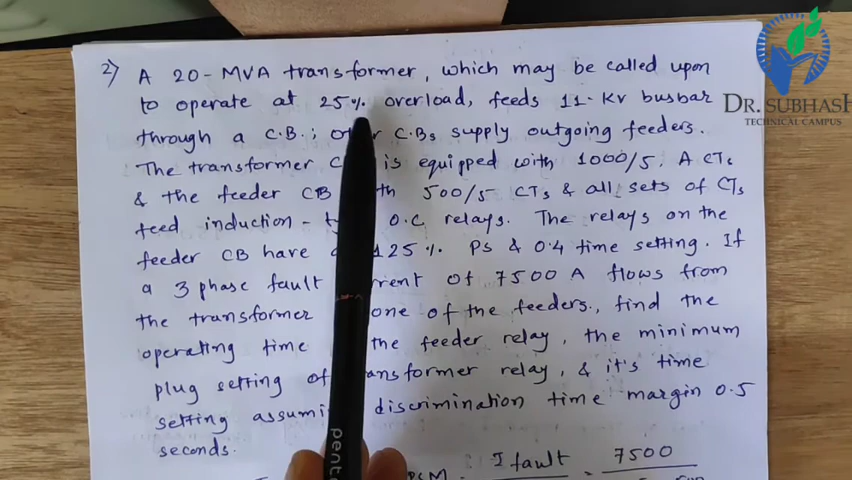 DR. SUBHASH
TECHNICAL CAMPUS
2) A 20-MVA transformer, which may be called upon
to operate at 25% overload, feeds 11-KV busbar
through a C.B.; C.Bs supply outgoing feeders.
The transformer is equipped with 1000/5, A CTs
& the feeder CB 500/5 CTs & all sets of CTs
feed induction- O.C relays. The relays on the
feeder CB have 125% PS & 0.4 time setting. If
a 3 phase fault of 7500 A flows from
the transformer one of the feeders., find the
operating time the feeder relay, the minimum
plug setting of relay, & it's time
setting discrimination time margin 0.5
seconds.
I fault = 7500
pent